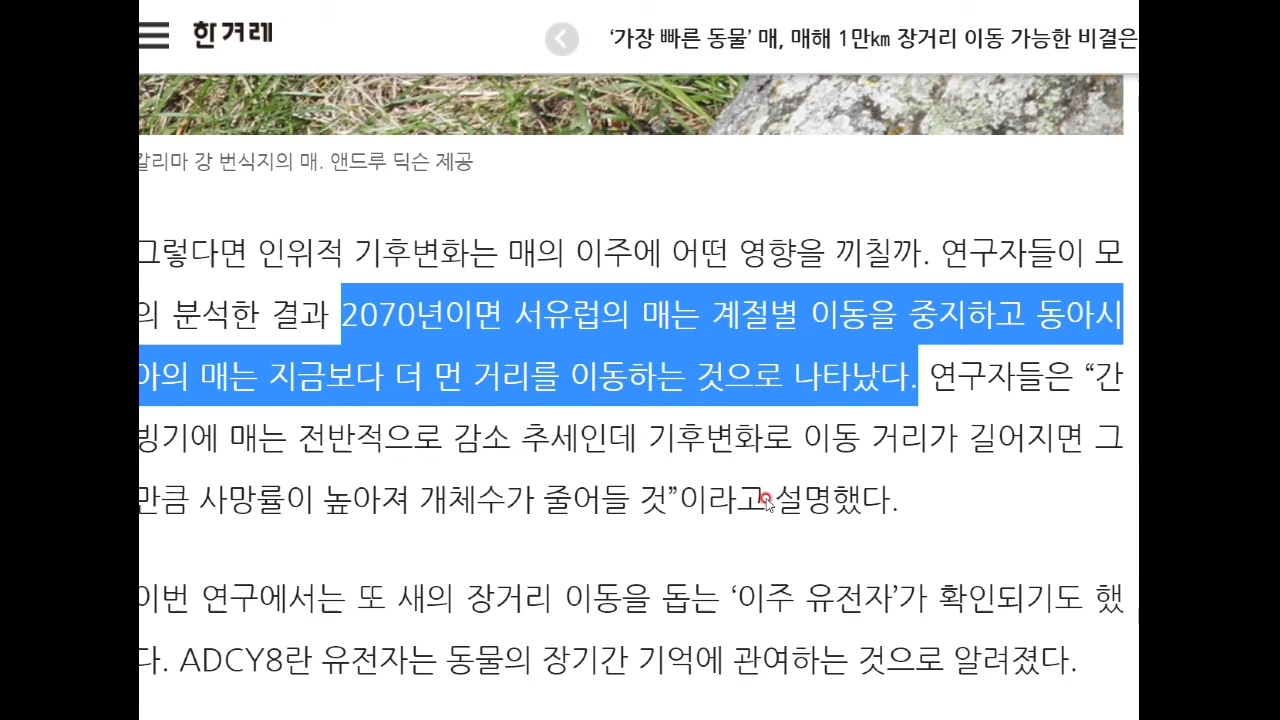 한겨레
‘가장 빠른 동물’ 매, 매해 1만㎞ 장거리 이동 가능한 비결은
갈리마 강 번식지의 매. 앤드루 딕슨 제공
그렇다면 인위적 기후변화는 매의 이주에 어떤 영향을 끼칠까. 연구자들이 모
의 분석한 결과 2070년이면 서유럽의 매는 계절별 이동을 중지하고 동아시
아의 매는 지금보다 더 먼 거리를 이동하는 것으로 나타났다. 연구자들은 “간
빙기에 매는 전반적으로 감소 추세인데 기후변화로 이동 거리가 길어지면 그
만큼 사망률이 높아져 개체수가 줄어들 것”이라고 설명했다.
이번 연구에서는 또 새의 장거리 이동을 돕는 ‘이주 유전자’가 확인되기도 했
다. ADCY8란 유전자는 동물의 장기간 기억에 관여하는 것으로 알려졌다.